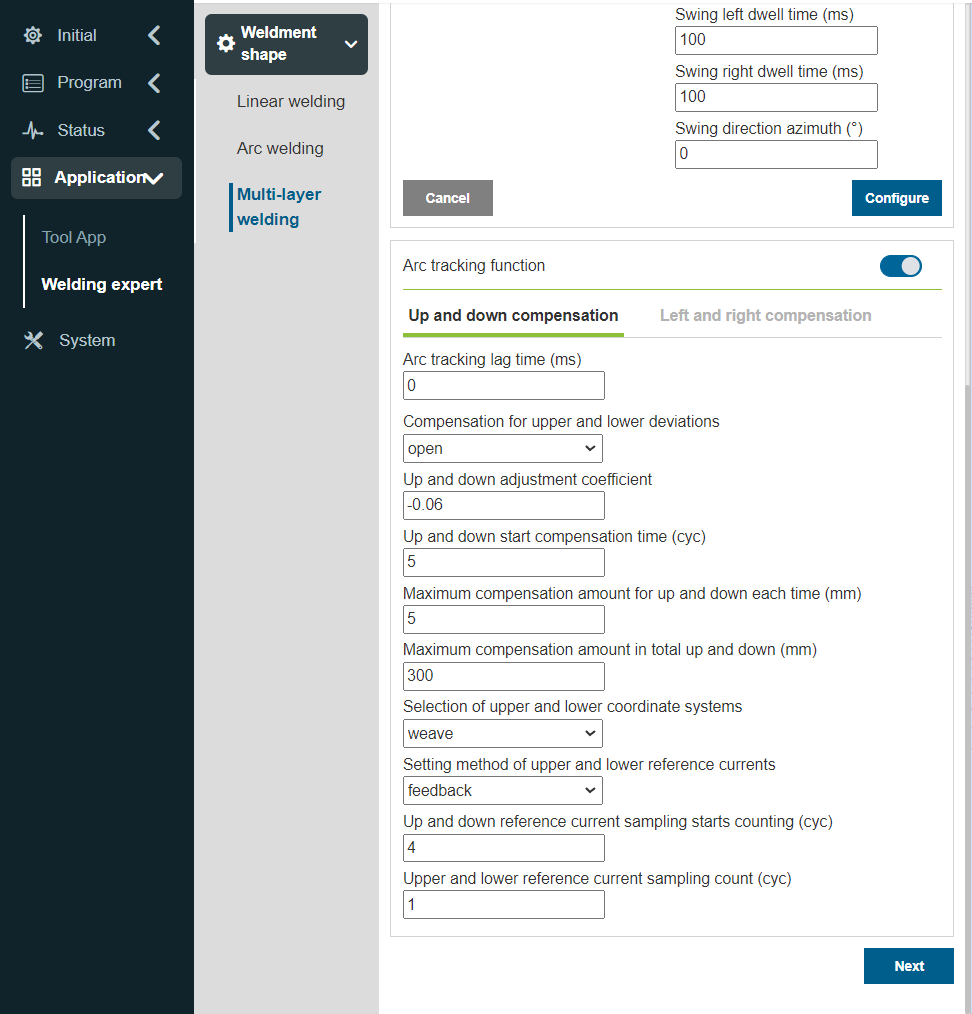 Initial
Program
Status
Application
Tool App
Welding expert
System
Weldment
shape
Linear welding
Arc welding
Multi-layer
welding
Swing left dwell time (ms)
100
Swing right dwell time (ms)
100
Swing direction azimuth (°)
0
Cancel
Configure
Arc tracking function
Up and down compensation
Left and right compensation
Arc tracking lag time (ms)
0
Compensation for upper and lower deviations
open
Up and down adjustment coefficient
-0.06
Up and down start compensation time (cyc)
5
Maximum compensation amount for up and down each time (mm)
5
Maximum compensation amount in total up and down (mm)
300
Selection of upper and lower coordinate systems
weave
Setting method of upper and lower reference currents
feedback
Up and down reference current sampling starts counting (cyc)
4
Upper and lower reference current sampling count (cyc)
1
Next